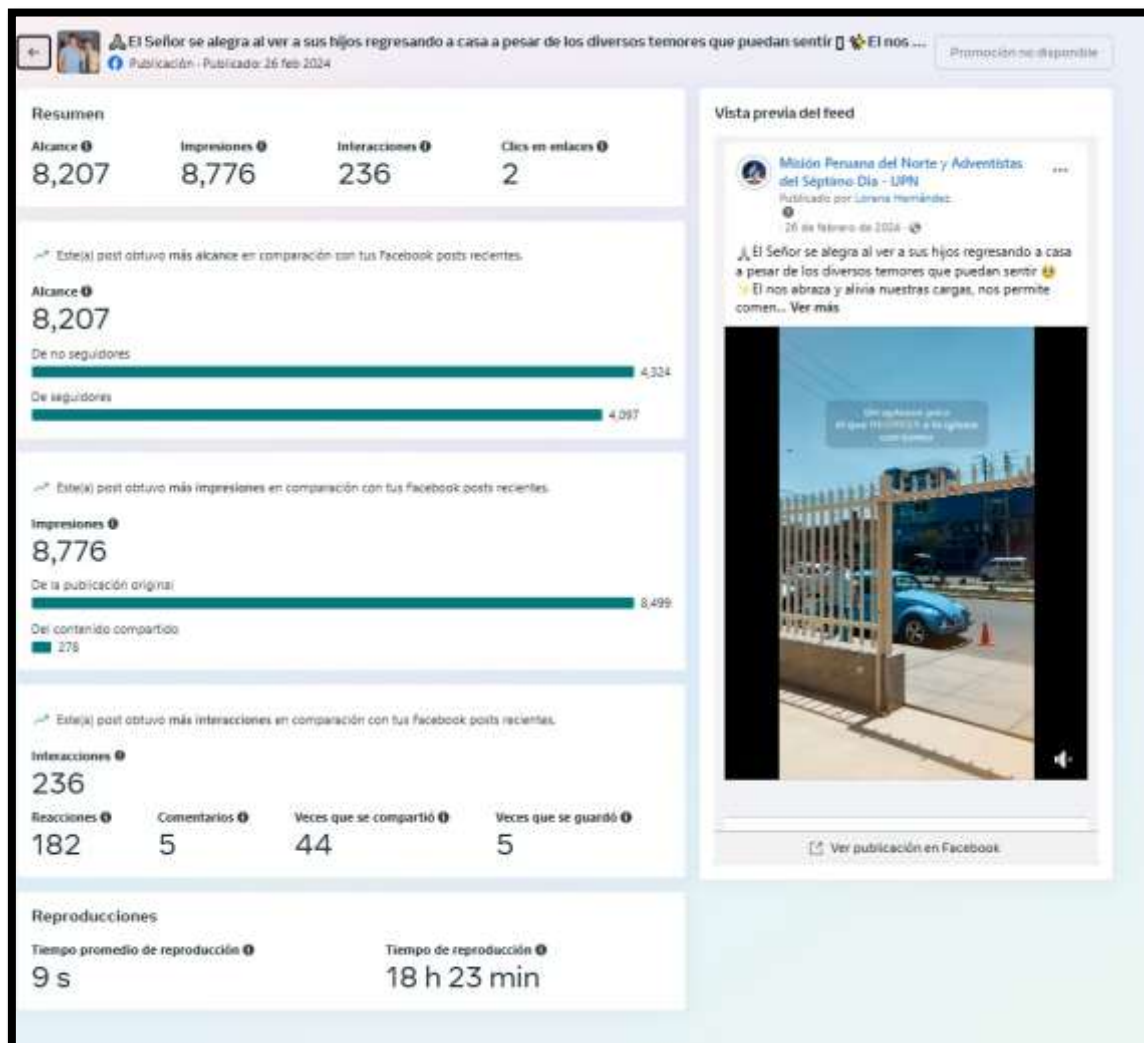 🙏El Señor se alegra al ver a sus hijos regresando a casa a pesar de los diversos temores que puedan sentir ▯ ✨El nos ...
Publicación · Publicado: 26 feb 2024
Promoción no disponible
Resumen
Alcance
Impresiones
Interacciones
Clics en enlaces
8,207
8,776
236
2
Este(a) post obtuvo más alcance en comparación con tus Facebook posts recientes.
Alcance
8,207
De no seguidores
4,324
De seguidores
4,097
Este(a) post obtuvo más impresiones en comparación con tus Facebook posts recientes.
Impresiones
8,776
De la publicación original
8,499
Del contenido compartido
278
Este(a) post obtuvo más interacciones en comparación con tus Facebook posts recientes.
Interacciones
236
Reacciones
Comentarios
Veces que se compartió
Veces que se guardó
182
5
44
5
Reproducciones
Tiempo promedio de reproducción
Tiempo de reproducción
9 s
18 h 23 min
Vista previa del feed
Misión Peruana del Norte y Adventistas
del Séptimo Día - UPN
Publicado por Lorena Hernández
26 de febrero de 2024
🙏El Señor se alegra al ver a sus hijos regresando a casa
a pesar de los diversos temores que puedan sentir 🥹
✨El nos abraza y alivia nuestras cargas, nos permite
comen... Ver más
Un aplauso para
el que REGRESA a la iglesia
Ver publicación en Facebook